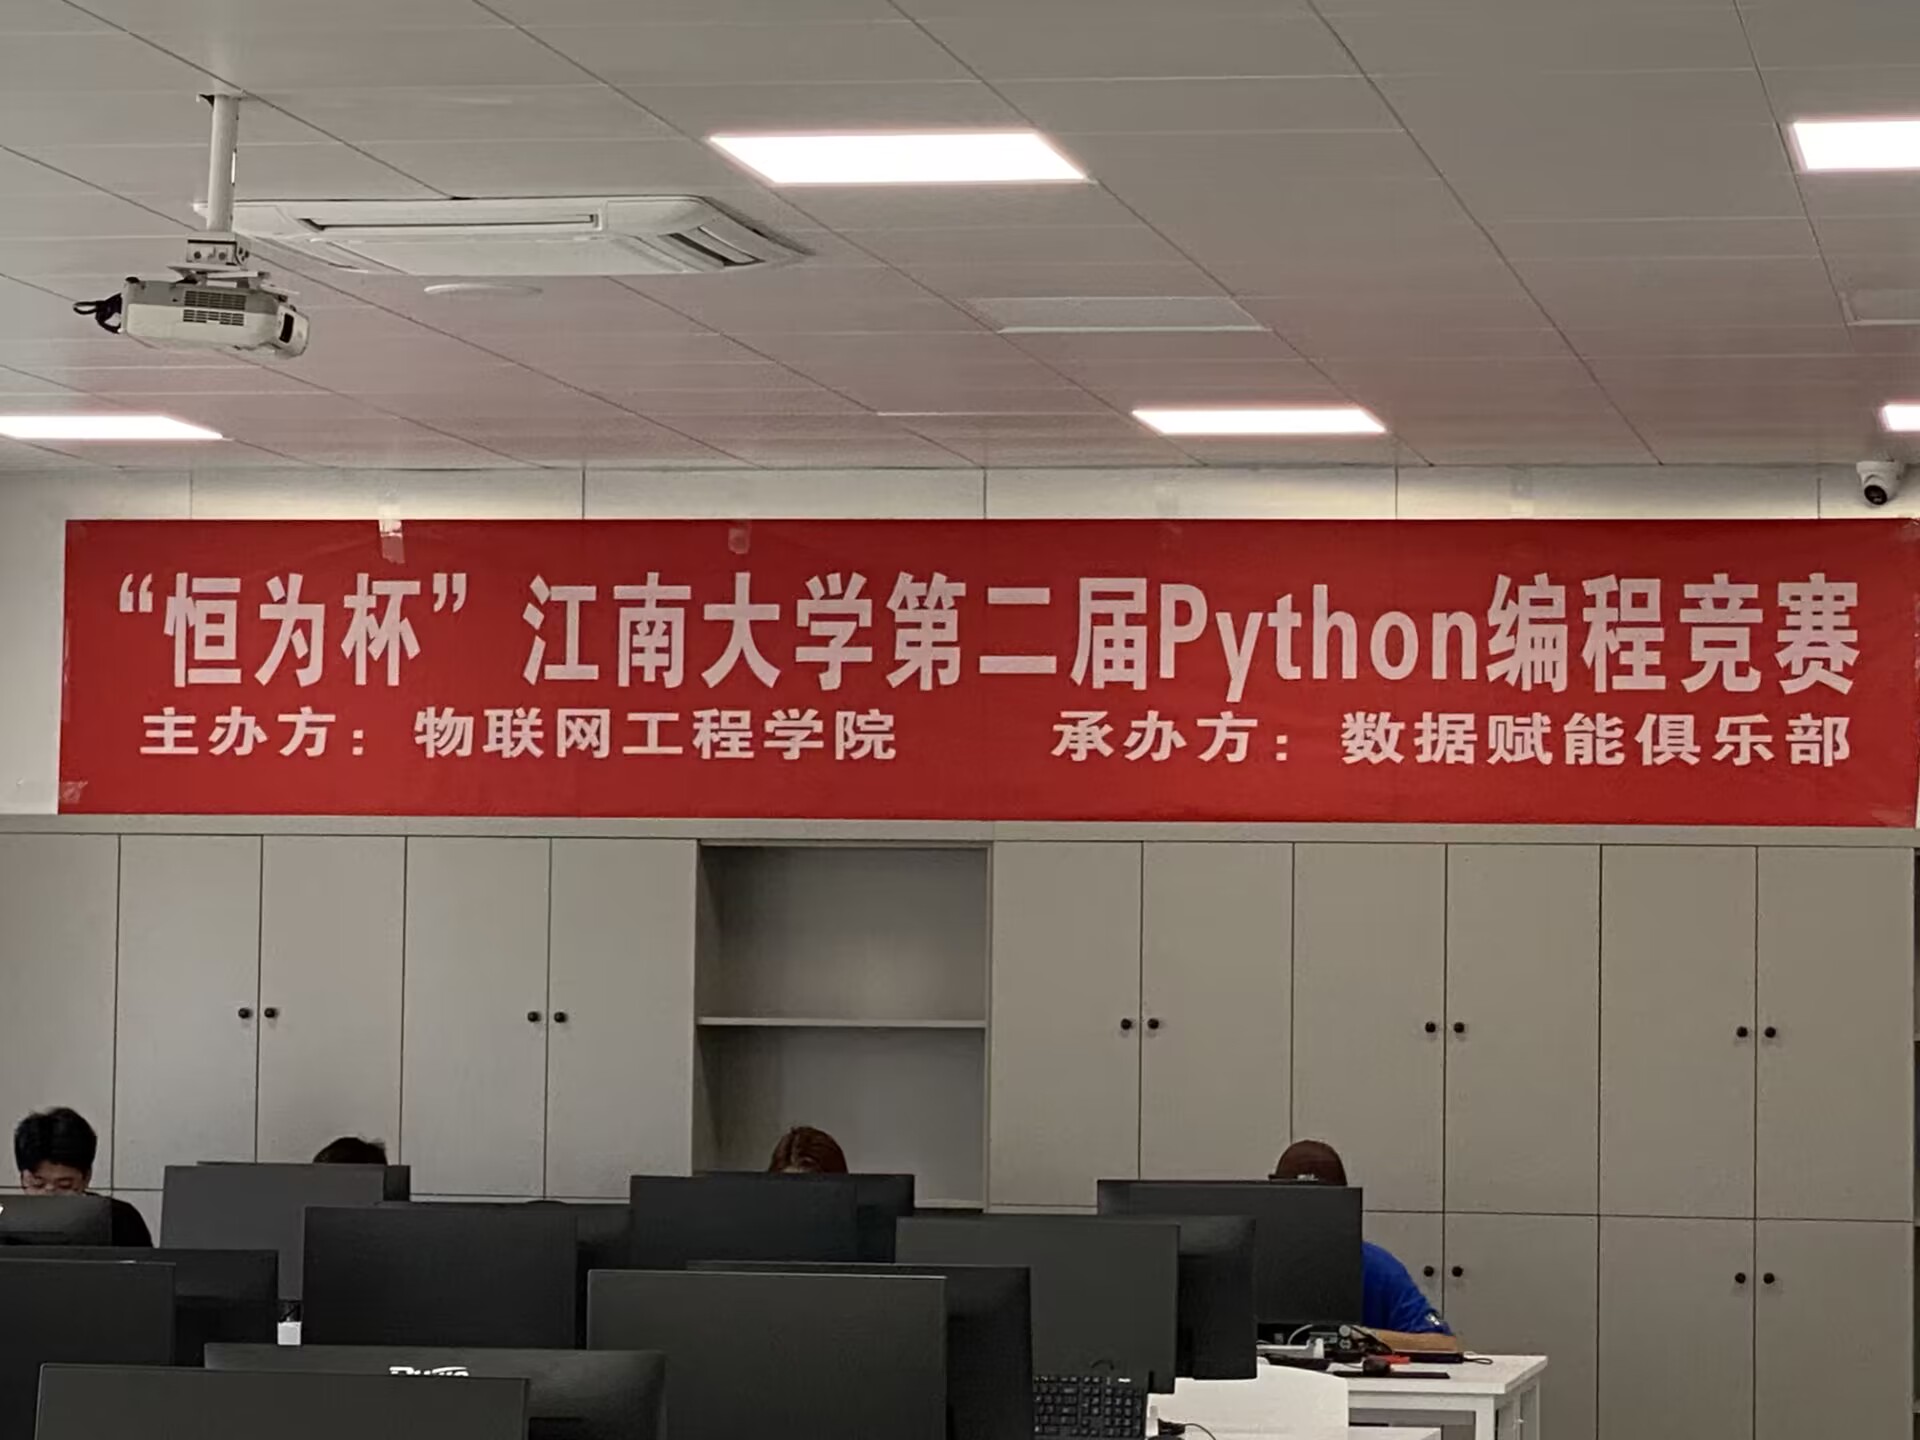 “恒为杯” 江南大学第二届Python编程竞赛
主办方：物联网工程学院 承办方：数据赋能俱乐部